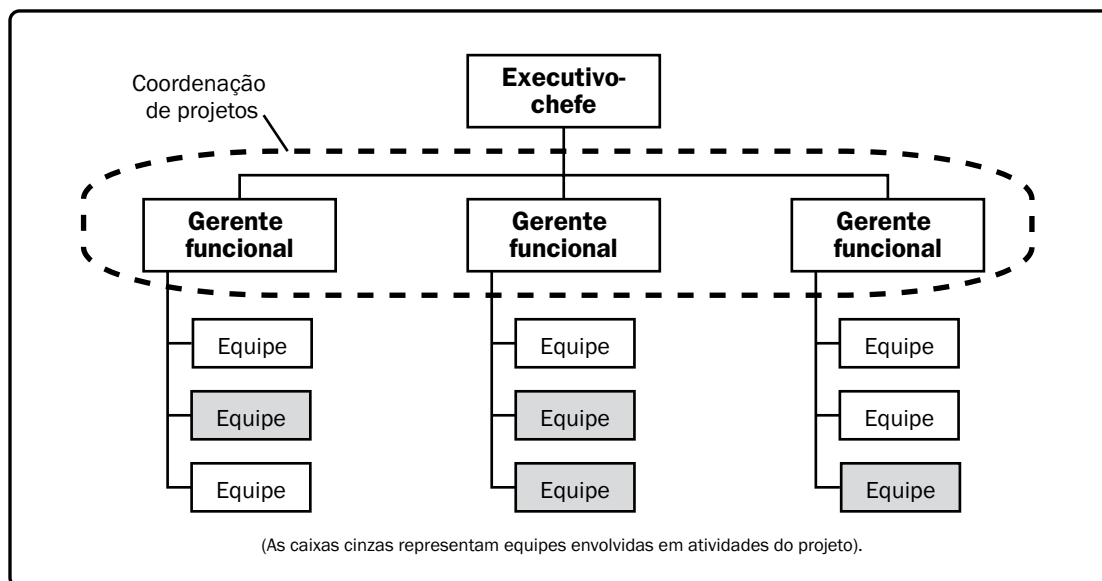 Coordenação
de projetos
Executivo-
chefe
Gerente
funcional
Gerente
funcional
Gerente
funcional
Equipe
Equipe
Equipe
Equipe
Equipe
Equipe
Equipe
Equipe
Equipe
(As caixas cinzas representam equipes envolvidas em atividades do projeto).